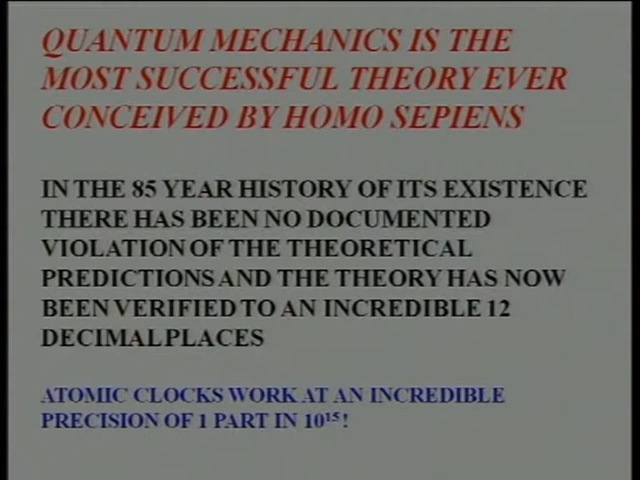 QUANTUM MECHANICS IS THE
MOST SUCCESSFUL THEORY EVER
CONCEIVED BY HOMO SEPIENS
IN THE 85 YEAR HISTORY OF ITS EXISTENCE
THERE HAS BEEN NO DOCUMENTED
VIOLATION OF THE THEORETICAL
PREDICTIONS AND THE THEORY HAS NOW
BEEN VERIFIED TO AN INCREDIBLE 12
DECIMAL PLACES
ATOMIC CLOCKS WORK AT AN INCREDIBLE
PRECISION OF 1 PART IN 10¹⁵!